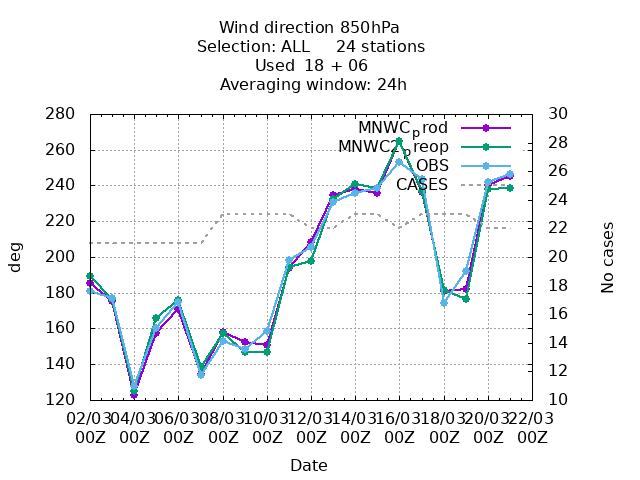 Wind direction 850hPa
Selection: ALL 24 stations
Used 18 + 06
Averaging window: 24h
280 30
MNWC_prod
28
MNWC2_preop
260
OBS 26
240 CASES
24
220
22
200 20
180 18
16
160
14
140
12
120 10
deg
No cases
02/03 04/03 06/03 08/03 10/03 12/03 14/03 16/03 18/03 20/03 22/03
00Z 00Z 00Z 00Z 00Z 00Z 00Z 00Z 00Z 00Z 00Z
Date